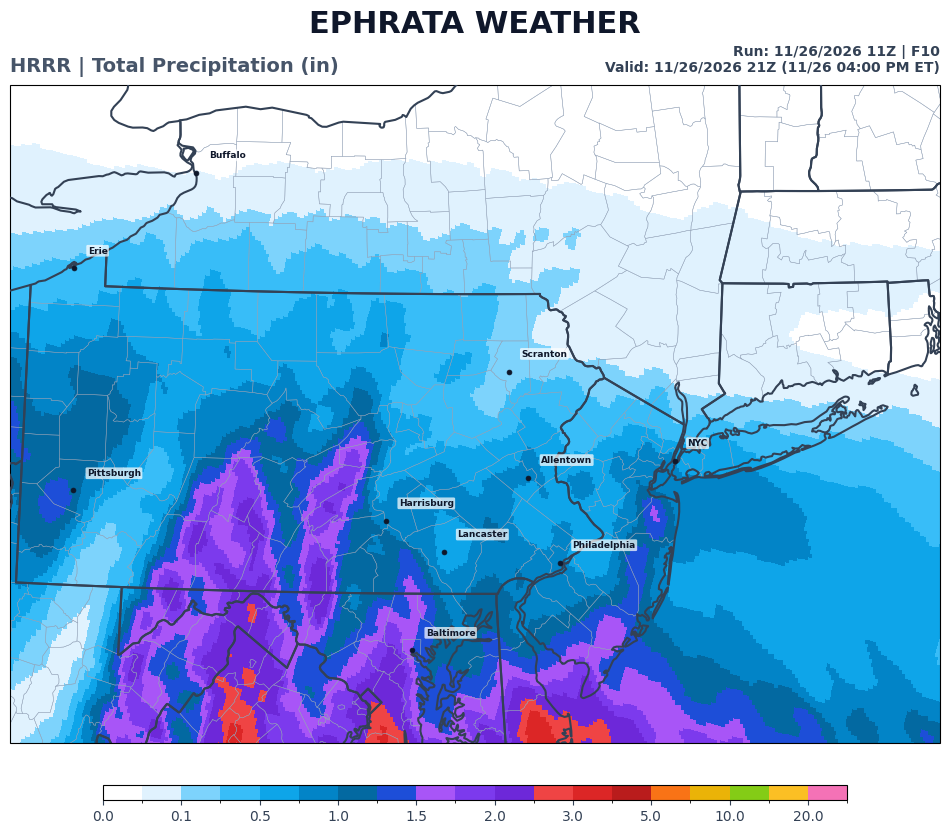 EPHRATA WEATHER
Run: 11/26/2026 11Z | F10
HRRR | Total Precipitation (in)
Valid: 11/26/2026 21Z (11/26 04:00 PM ET)
Buffalo
Erie
Scranton
NYC
Allentown
Pittsburgh
Harrisburg
Lancaster
Philadelphia
Baltimore
0.0 0.1 0.5 1.0 1.5 2.0 3.0 5.0 10.0 20.0